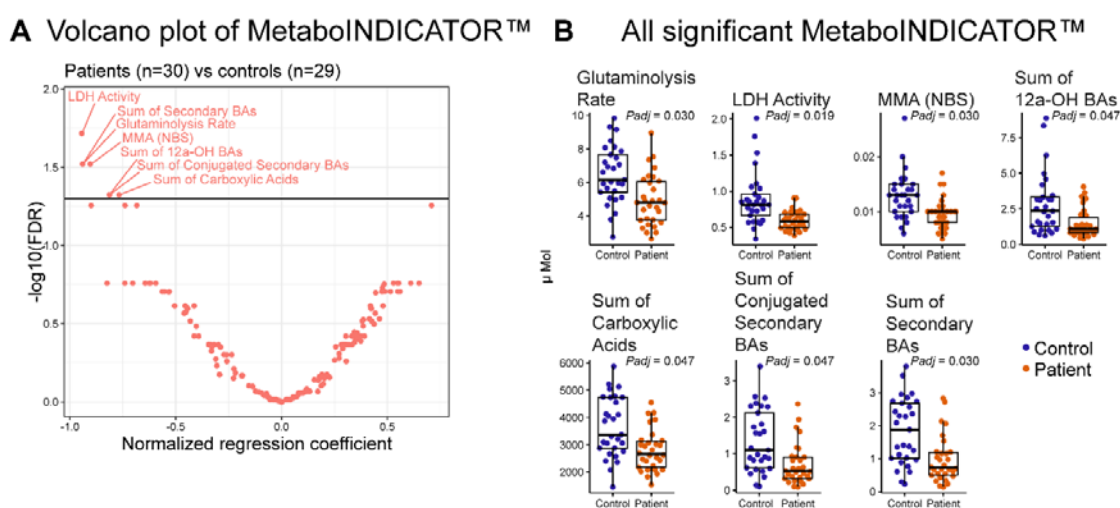 A Volcano plot of MetaboINDICATOR™
Patients (n=30) vs controls (n=29)
2.0
1.5
1.0
0.5
0.0
-log10(FDR)
LDH Activity
Sum of Secondary BAs
Glutaminolysis Rate
MMA (NBS)
Sum of 12a-OH BAs
Sum of Conjugated Secondary BAs
Sum of Carboxylic Acids
-1.0 -0.5 0.0 0.5
Normalized regression coefficient
B All significant MetaboINDICATOR™
µ Mol
Glutaminolysis
Rate
Padj = 0.030
10
8
6
4
Control Patient
LDH Activity
Padj = 0.019
2.0
1.5
1.0
0.5
0.0
Control Patient
MMA (NBS)
Padj = 0.030
0.02
0.01
Control Patient
Sum of
12a-OH BAs
Padj = 0.047
7.5
5.0
2.5
0.0
Control Patient
Sum of
Carboxylic
Acids
Padj = 0.047
6000
5000
4000
3000
2000
Control Patient
Sum of
Conjugated
Secondary
BAs
Padj = 0.047
3
2
1
0
Control Patient
Sum of
Secondary
BAs
Padj = 0.030
3
2
1
0
Control Patient
Control
Patient